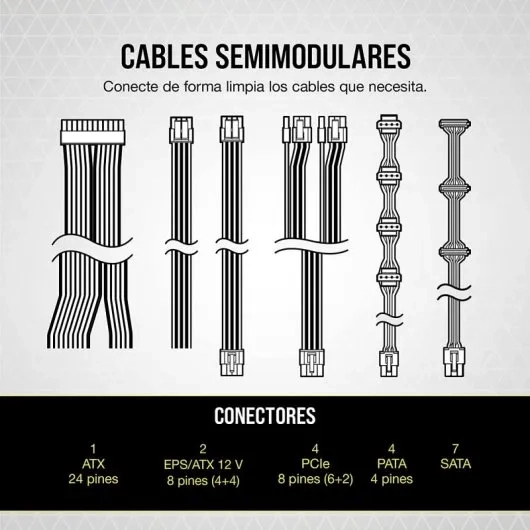 CABLES SEMIMODULARES
Conecte de forma limpia los cables que necesita.
CONECTORES
1
ATX
24 pines
2
EPS/ATX 12 V
8 pines (4+4)
4
PCIe
8 pines (6+2)
4
PATA
4 pines
7
SATA